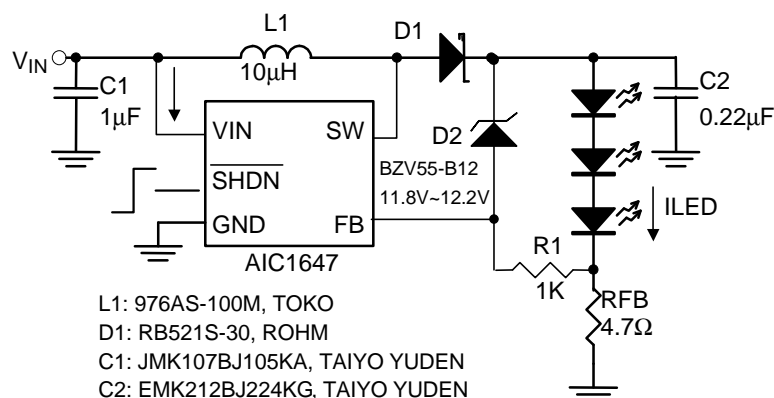 L1
D1
VIN
10μH
C1
1μF
C2
0.22μF
VIN
SW
D2
SHDN
BZV55-B12
11.8V~12.2V
GND
FB
ILED
AIC1647
R1
1K
RFB
4.7Ω
L1: 976AS-100M, TOKO
D1: RB521S-30, ROHM
C1: JMK107BJ105KA, TAIYO YUDEN
C2: EMK212BJ224KG, TAIYO YUDEN